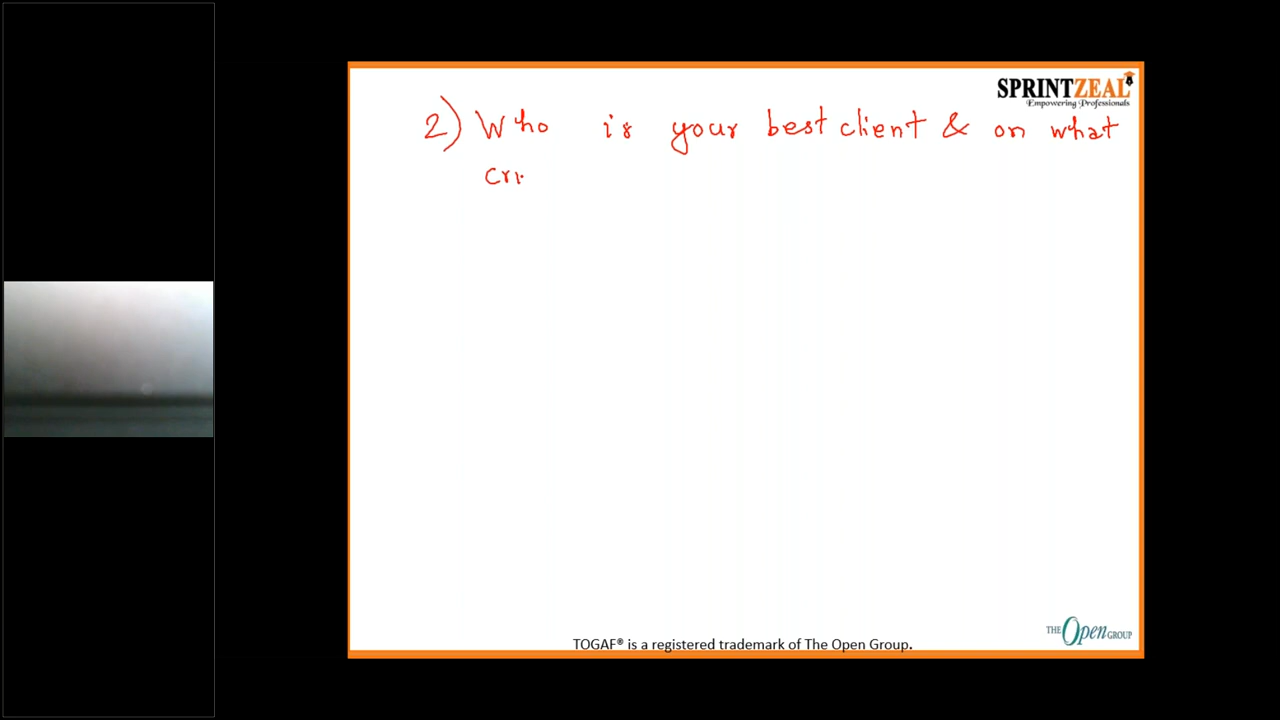 SPRINTZEAL
Empowering Professionals
2) Who is your best client & on what
cri
THE Open GROUP
TOGAF® is a registered trademark of The Open Group.